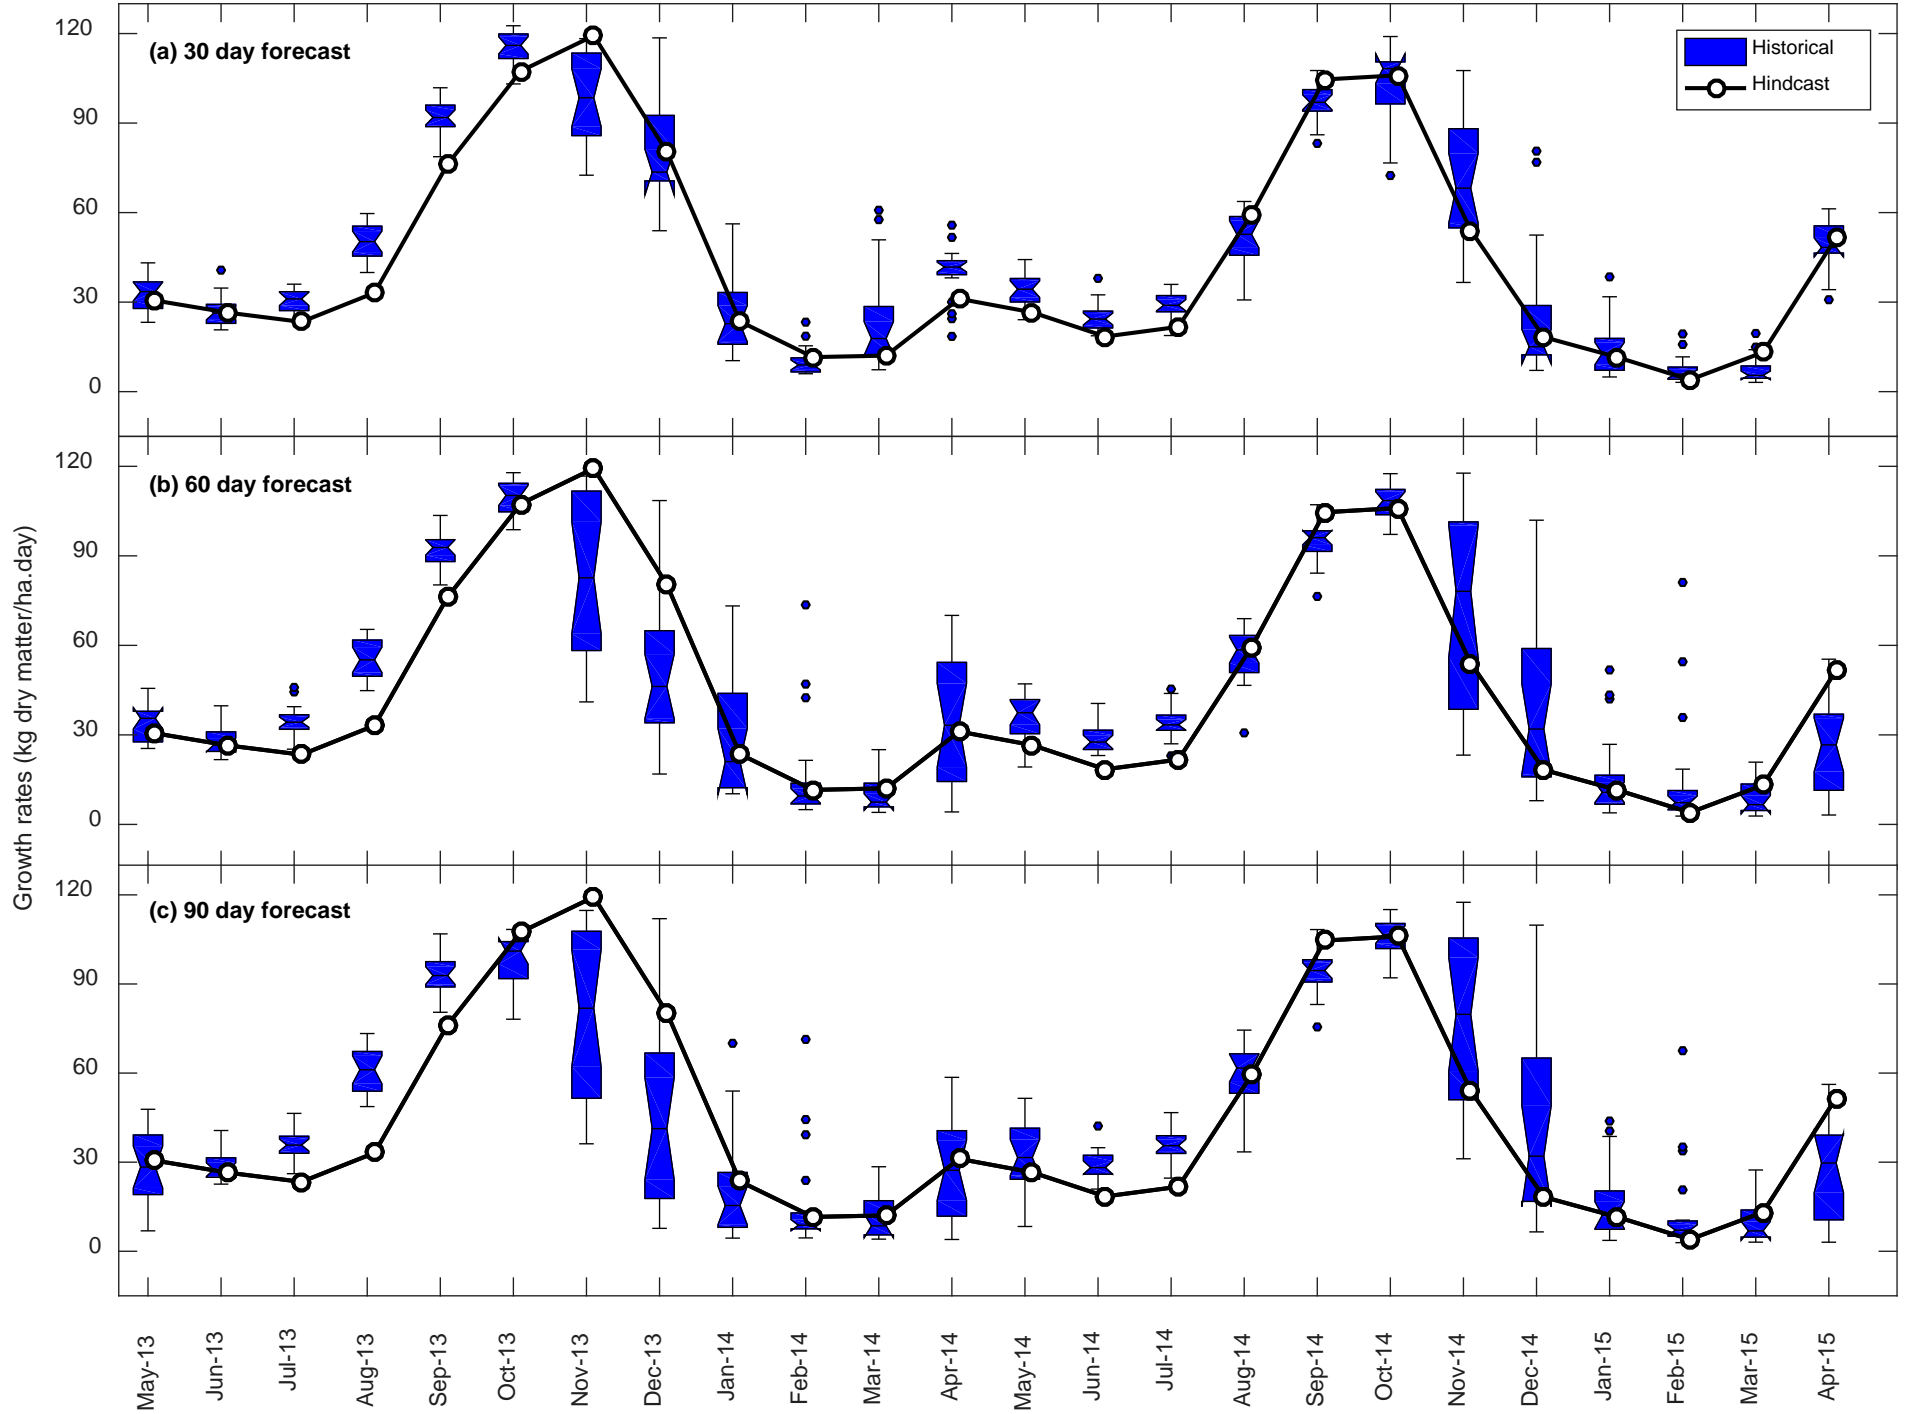 Growth rates (kg dry matter/ha.day)
(a) 30 day forecast
Historical
Hindcast
120
90
60
30
0
(b) 60 day forecast
120
90
60
30
0
(c) 90 day forecast
120
90
60
30
0
May-13
Jun-13
Jul-13
Aug-13
Sep-13
Oct-13
Nov-13
Dec-13
Jan-14
Feb-14
Mar-14
Apr-14
May-14
Jun-14
Jul-14
Aug-14
Sep-14
Oct-14
Nov-14
Dec-14
Jan-15
Feb-15
Mar-15
Apr-15